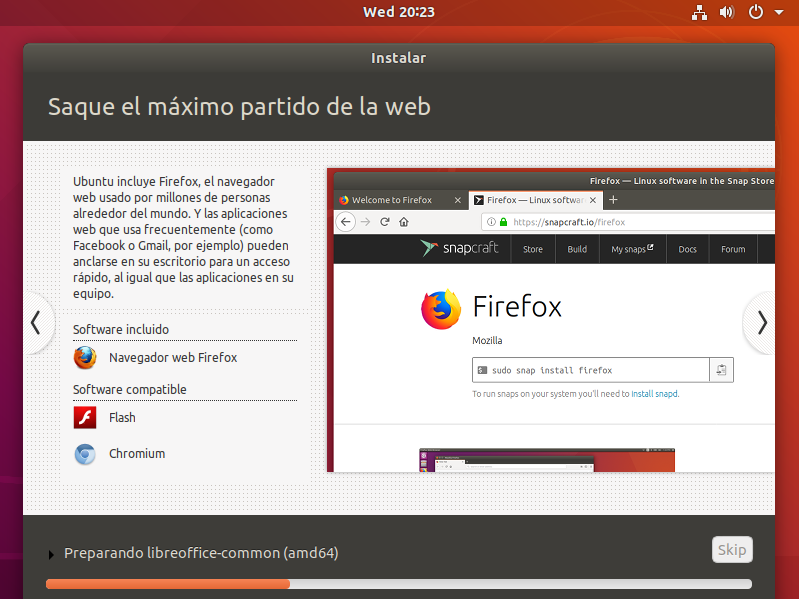 Wed 20:23
Instalar
Saque el máximo partido de la web
Ubuntu incluye Firefox, el navegador
web usado por millones de personas
alrededor del mundo. Y las aplicaciones
web que usa frecuentemente (como
Facebook o Gmail, por ejemplo) pueden
anclarse en su escritorio para un acceso
rápido, al igual que las aplicaciones en su
equipo.
Software incluido
Navegador web Firefox
Software compatible
Flash
Chromium
Firefox — Linux software in the Snap Store
Welcome to Firefox
Firefox — Linux softwar
https://snapcraft.io/firefox
snapcraft Store Build My snaps Docs Forum
Firefox
Mozilla
sudo snap install firefox
To run snaps on your system you'll need to install snapd.
Preparando libreoffice-common (amd64)
Skip